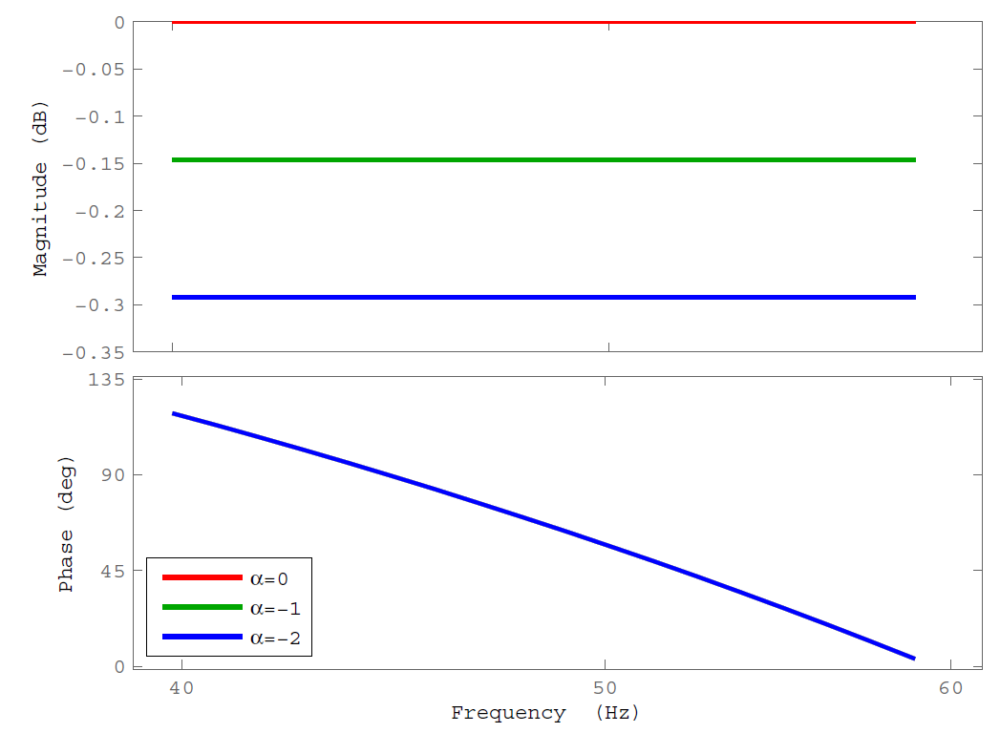 0
-0.05
-0.1
-0.15
-0.2
-0.25
-0.3
-0.35
Magnitude (dB)
135
90
45
0
Phase (deg)
α=0
α=-1
α=-2
40 50 60
Frequency (Hz)